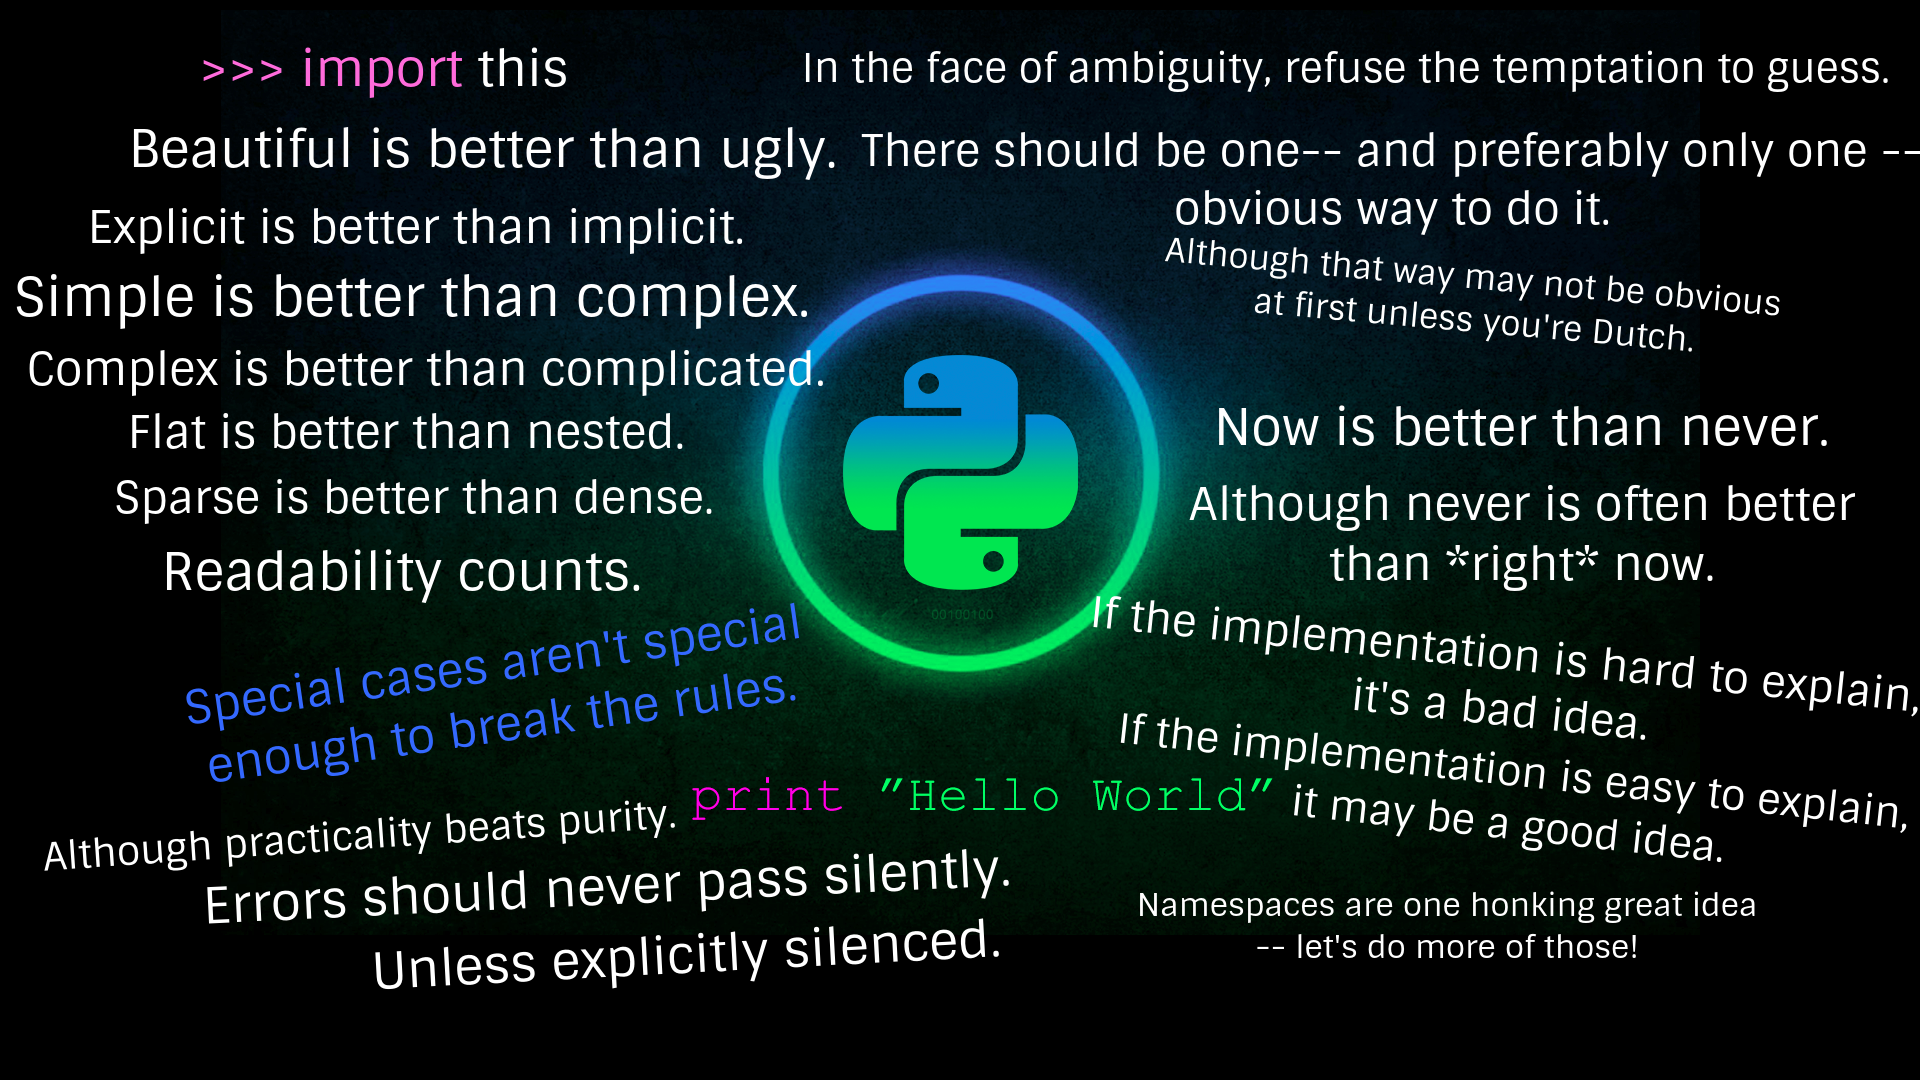 >>> import this
Beautiful is better than ugly.
Explicit is better than implicit.
Simple is better than complex.
Complex is better than complicated.
Flat is better than nested.
Sparse is better than dense.
Readability counts.
Special cases aren't special
enough to break the rules.
Although practicality beats purity.
Errors should never pass silently.
Unless explicitly silenced.
In the face of ambiguity, refuse the temptation to guess.
There should be one-- and preferably only one --
obvious way to do it.
Although that way may not be obvious
at first unless you're Dutch.
Now is better than never.
Although never is often better
than *right* now.
If the implementation is hard to explain,
it's a bad idea.
If the implementation is easy to explain,
it may be a good idea.
Namespaces are one honking great idea
-- let's do more of those!
00100100
print "Hello World"